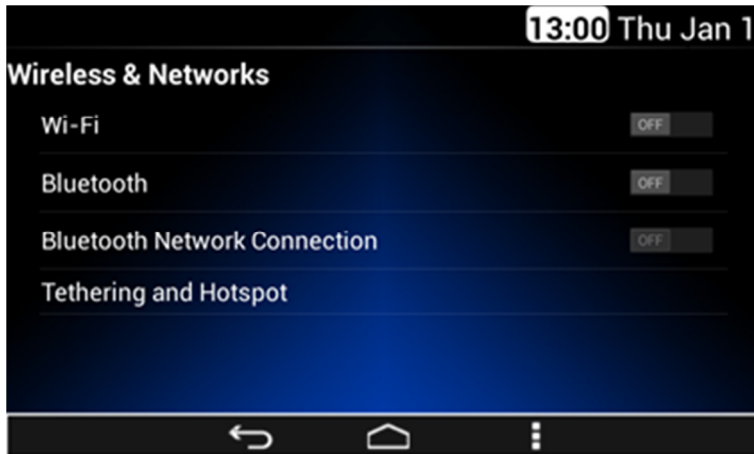 13:00 Thu Jan 1
Wireless & Networks
Wi-Fi OFF
Bluetooth OFF
Bluetooth Network Connection OFF
Tethering and Hotspot